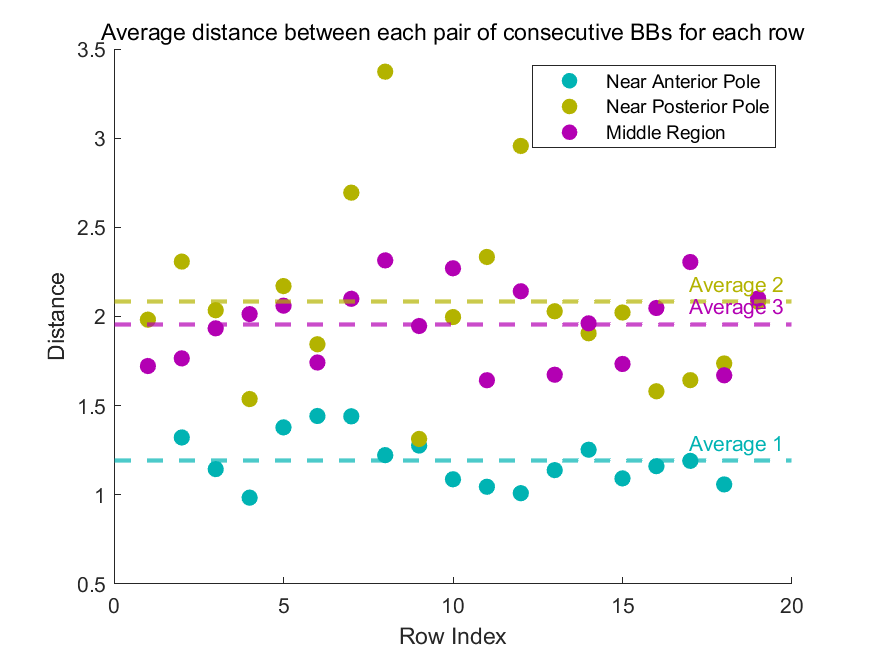 Average distance between each pair of consecutive BBs for each row
3.5
3
2.5
2
1.5
1
0.5
Distance
Near Anterior Pole
Near Posterior Pole
Middle Region
Average 2
Average 3
Average 1
0
5
10
15
20
Row Index